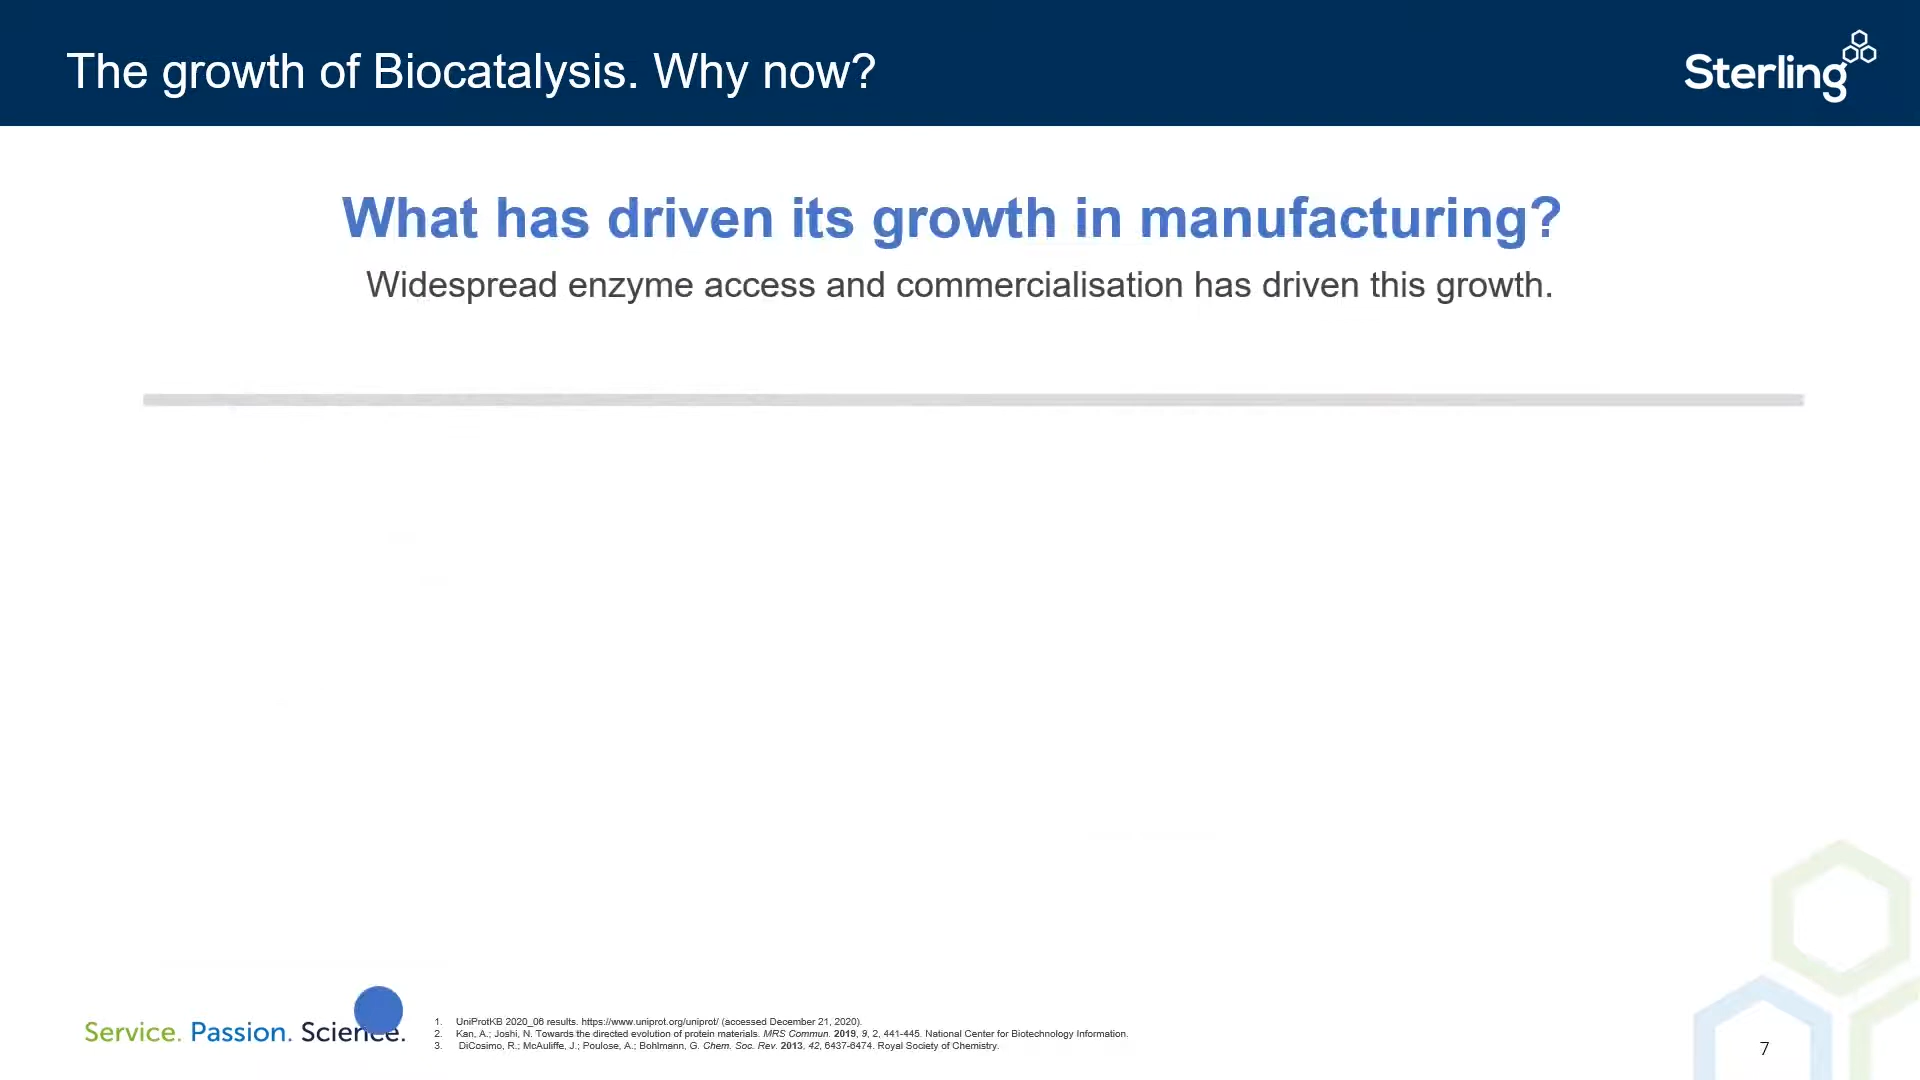 The growth of Biocatalysis. Why now?
Sterling
What has driven its growth in manufacturing?
Widespread enzyme access and commercialisation has driven this growth.
Service. Passion. Science.
1. UniProtKB 2020_06 results. https://www.uniprot.org/uniprot/ (accessed December 21, 2020).
2. Kan, A.; Joshi, N. Towards the directed evolution of protein materials. MRS Commun. 2019, 9, 2, 441-445. National Center for Biotechnology Information.
3. DiCosimo, R.; McAuliffe, J.; Poulose, A.; Bohlmann, G. Chem. Soc. Rev. 2013, 42, 6437-6474. Royal Society of Chemistry.
7